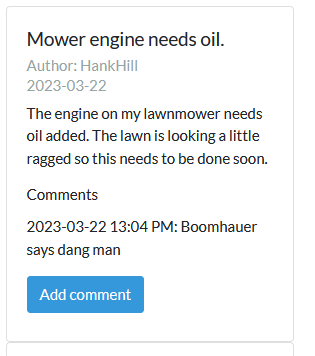 Mower engine needs oil.
Author: HankHill
2023-03-22
The engine on my lawnmower needs
oil added. The lawn is looking a little
ragged so this needs to be done soon.
Comments
2023-03-22 13:04 PM: Boomhauer
says dang man
Add comment